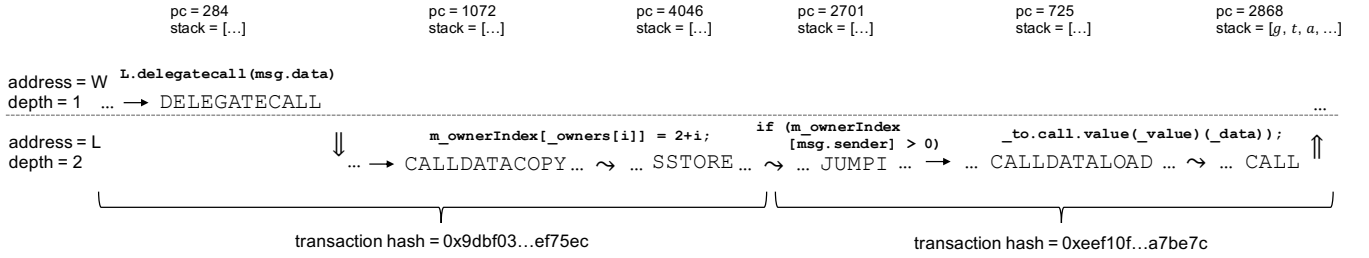 pc = 284 pc = 1072 pc = 4046 pc = 2701 pc = 725 pc = 2868
stack = […] stack = […] stack = […] stack = […] stack = […] stack = [g, t, a, …]
address = W L.delegatecall(msg.data)
depth = 1 … → DELEGATECALL …
address = L m_ownerIndex[_owners[i]] = 2+i; if (m_ownerIndex _to.call.value(_value)(_data));
[msg.sender] > 0)
depth = 2 ⇓ … → CALLDATACOPY … ⤳ … SSTORE … ⤳ … JUMPI … → … CALLDATALOAD … ⤳ … CALL ⇑
transaction hash = 0x9dbf03…ef75ec transaction hash = 0xeef10f…a7be7c